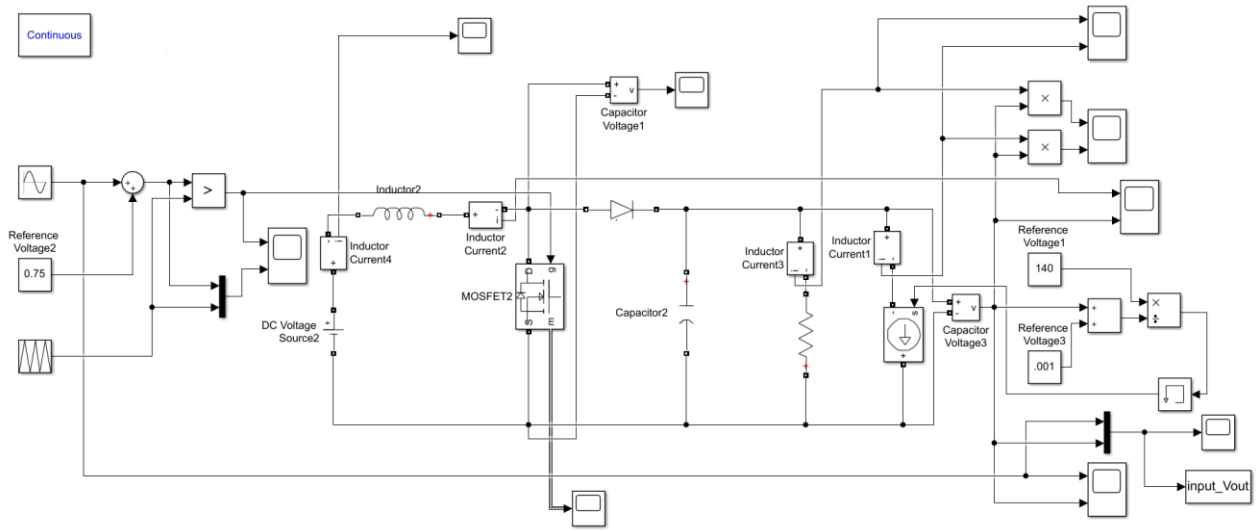 Continuous
Capacitor
Voltage1
+
-
v
Inductor2
Reference
Voltage2
0.75
+
+
>
Inductor
Current4
+
-
i
Inductor
Current2
DC Voltage
Source2
+
MOSFET2
D
g
S
m
Capacitor2
Inductor
Current3
Inductor
Current1
-
s
+
+
-
v
Capacitor
Voltage3
×
×
Reference
Voltage1
140
Reference
Voltage3
.001
+
+
×
÷
input_Vout